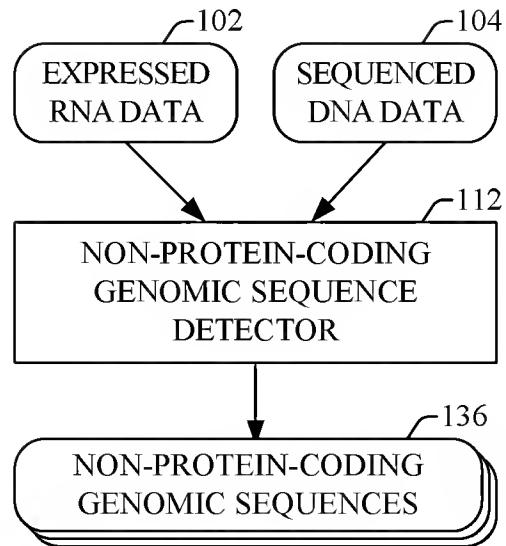 102
104
EXPRESSED
RNA DATA
SEQUENCED
DNA DATA
112
NON-PROTEIN-CODING
GENOMIC SEQUENCE
DETECTOR
136
NON-PROTEIN-CODING
GENOMIC SEQUENCES